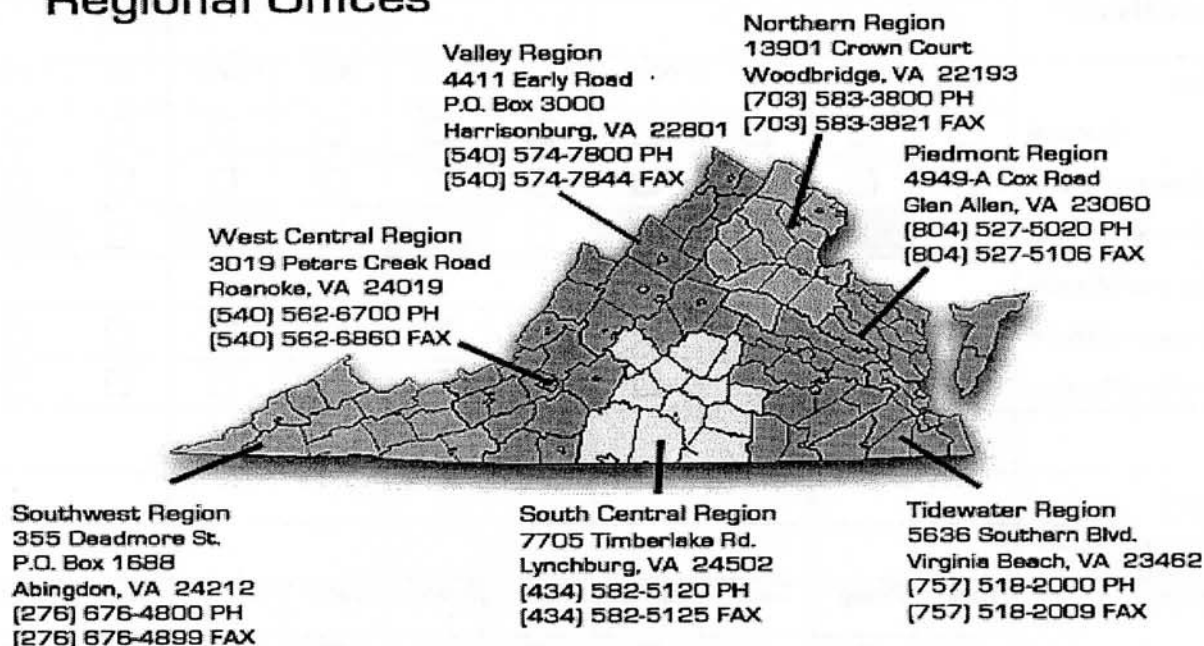 Regional Offices
Northern Region
13901 Crown Court
Woodbridge, VA 22193
(703) 583-3800 PH
(703) 583-3821 FAX
Valley Region
4411 Early Road
P.O. Box 3000
Harrisonburg, VA 22801
(540) 574-7800 PH
(540) 574-7844 FAX
Piedmont Region
4949-A Cox Road
Glen Allen, VA 23060
(804) 527-5020 PH
(804) 527-5106 FAX
West Central Region
3019 Peters Creek Road
Roanoke, VA 24019
(540) 562-6700 PH
(540) 562-6860 FAX
Southwest Region
355 Deadmore St.
P.O. Box 1688
Abingdon, VA 24212
(276) 676-4800 PH
(276) 676-4899 FAX
South Central Region
7705 Timberlake Rd.
Lynchburg, VA 24502
(434) 582-5120 PH
(434) 582-5125 FAX
Tidewater Region
5636 Southern Blvd.
Virginia Beach, VA 23462
(757) 518-2000 PH
(757) 518-2009 FAX